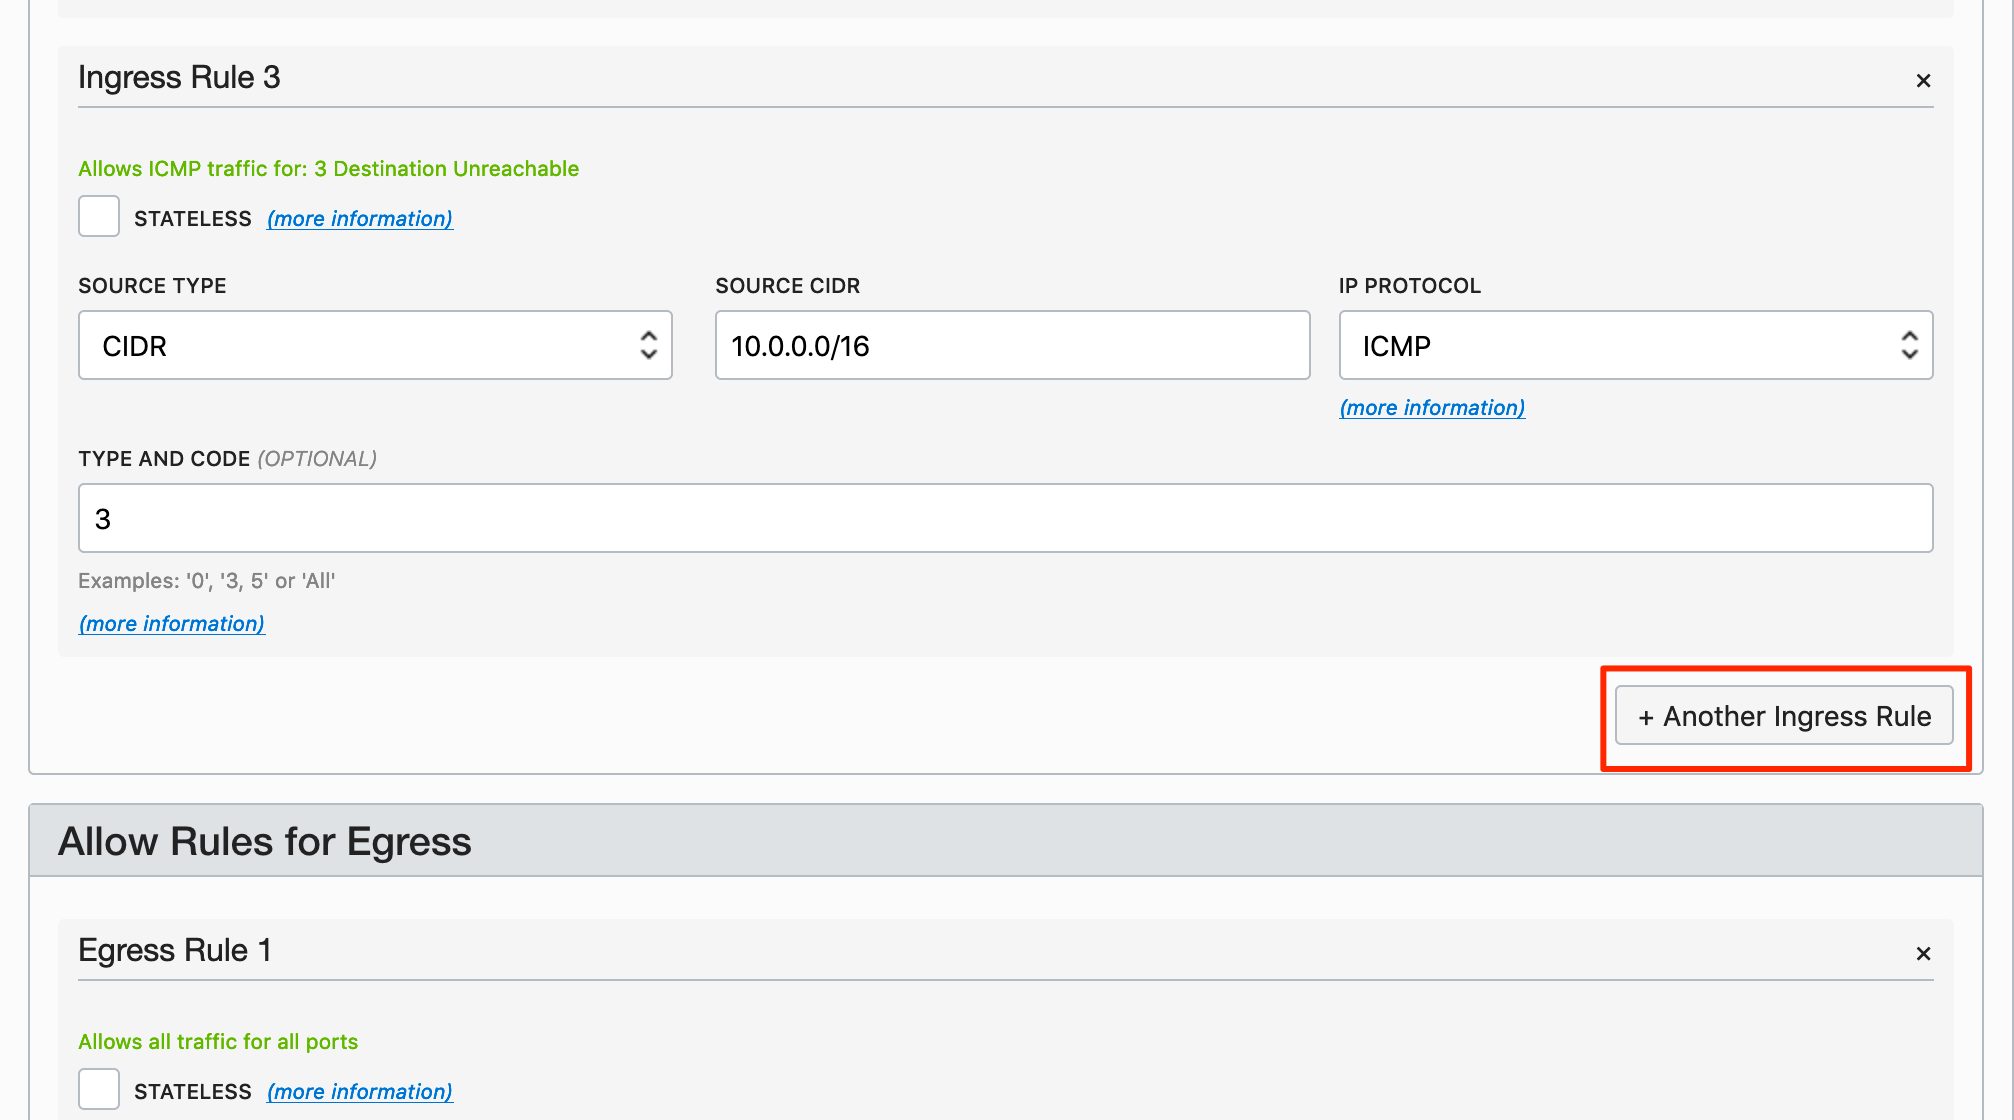 Ingress Rule 3
×
Allows ICMP traffic for: 3 Destination Unreachable
STATELESS (more information)
SOURCE TYPE
SOURCE CIDR
IP PROTOCOL
CIDR
10.0.0.0/16
ICMP
(more information)
TYPE AND CODE (OPTIONAL)
3
Examples: '0', '3, 5' or 'All'
(more information)
+ Another Ingress Rule
Allow Rules for Egress
Egress Rule 1
×
Allows all traffic for all ports
STATELESS (more information)